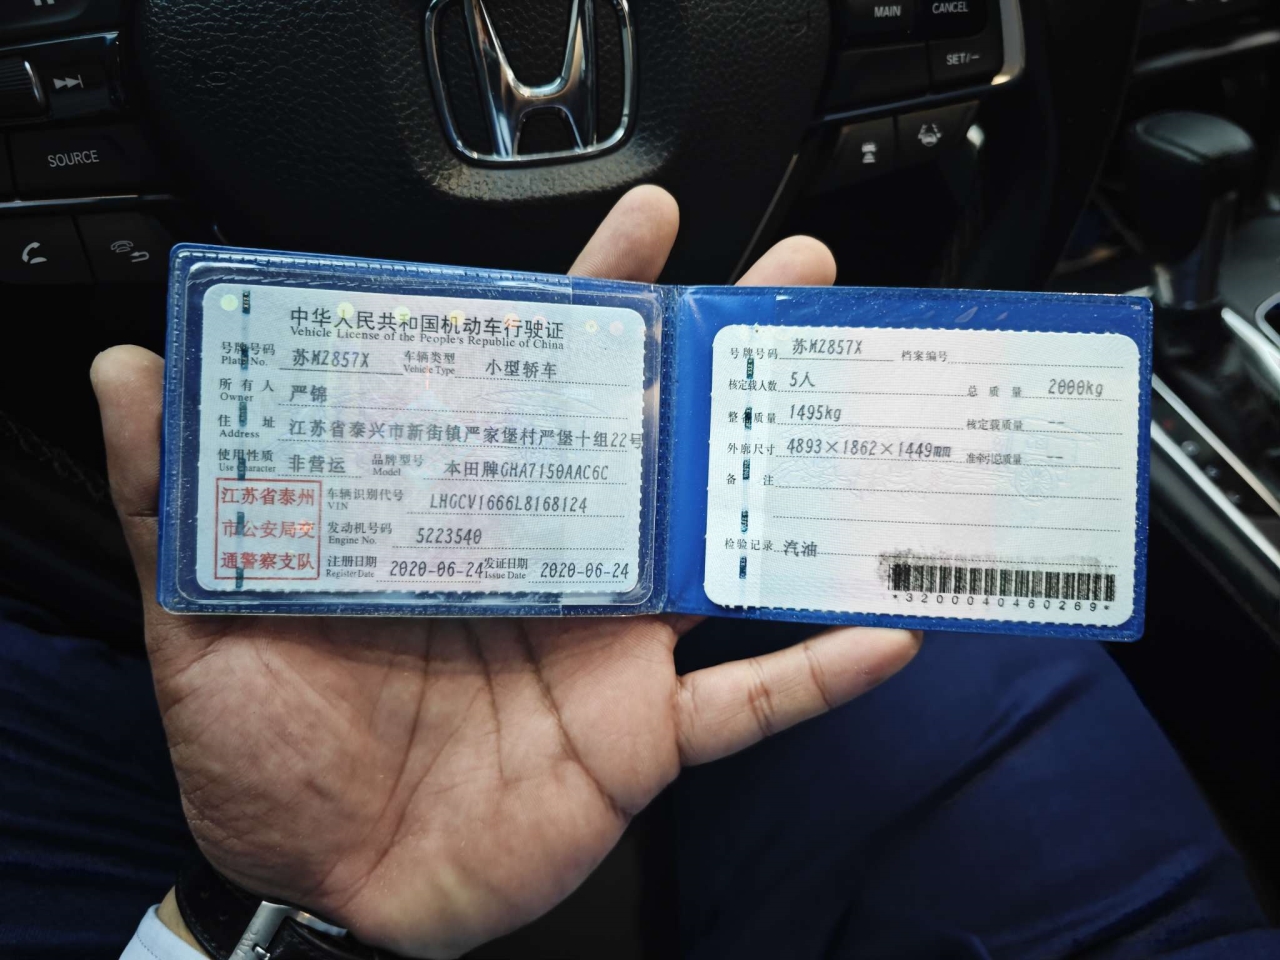 MAIN
CANCEL
SET/−
SOURCE
中华人民共和国机动车行驶证
Vehicle License of the People's Republic of China
号牌号码 苏M2857X 车辆类型 小型轿车
Plate No. Vehicle Type
所有人 严锦
Owner
住址 江苏省泰兴市新街镇严家堡村严堡十组22号
Address
使用性质 非营运 品牌型号 本田牌GHA7150AAC6C
Use Character Model
江苏省泰州
市公安局交
通警察支队
车辆识别代号 LHGCV1666L8168124
VIN
发动机号码 5223540
Engine No.
注册日期 2020-06-24 发证日期 2020-06-24
Register Date Issue Date
号牌号码 苏M2857X 档案编号
核定载人数 5人 总质量 2000kg
整备质量 1495kg 核定载质量 --
外廓尺寸 4893×1862×1449mm 准牵引总质量 --
备注
检验记录 汽油
*3200040460269*